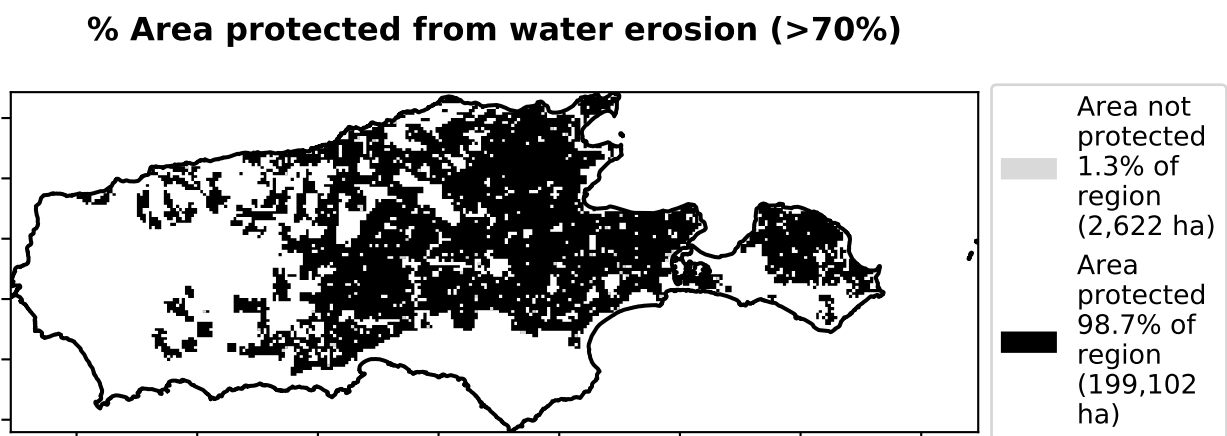 % Area protected from water erosion (>70%)
Area not
protected
1.3% of
region
(2,622 ha)
Area
protected
98.7% of
region
(199,102
ha)